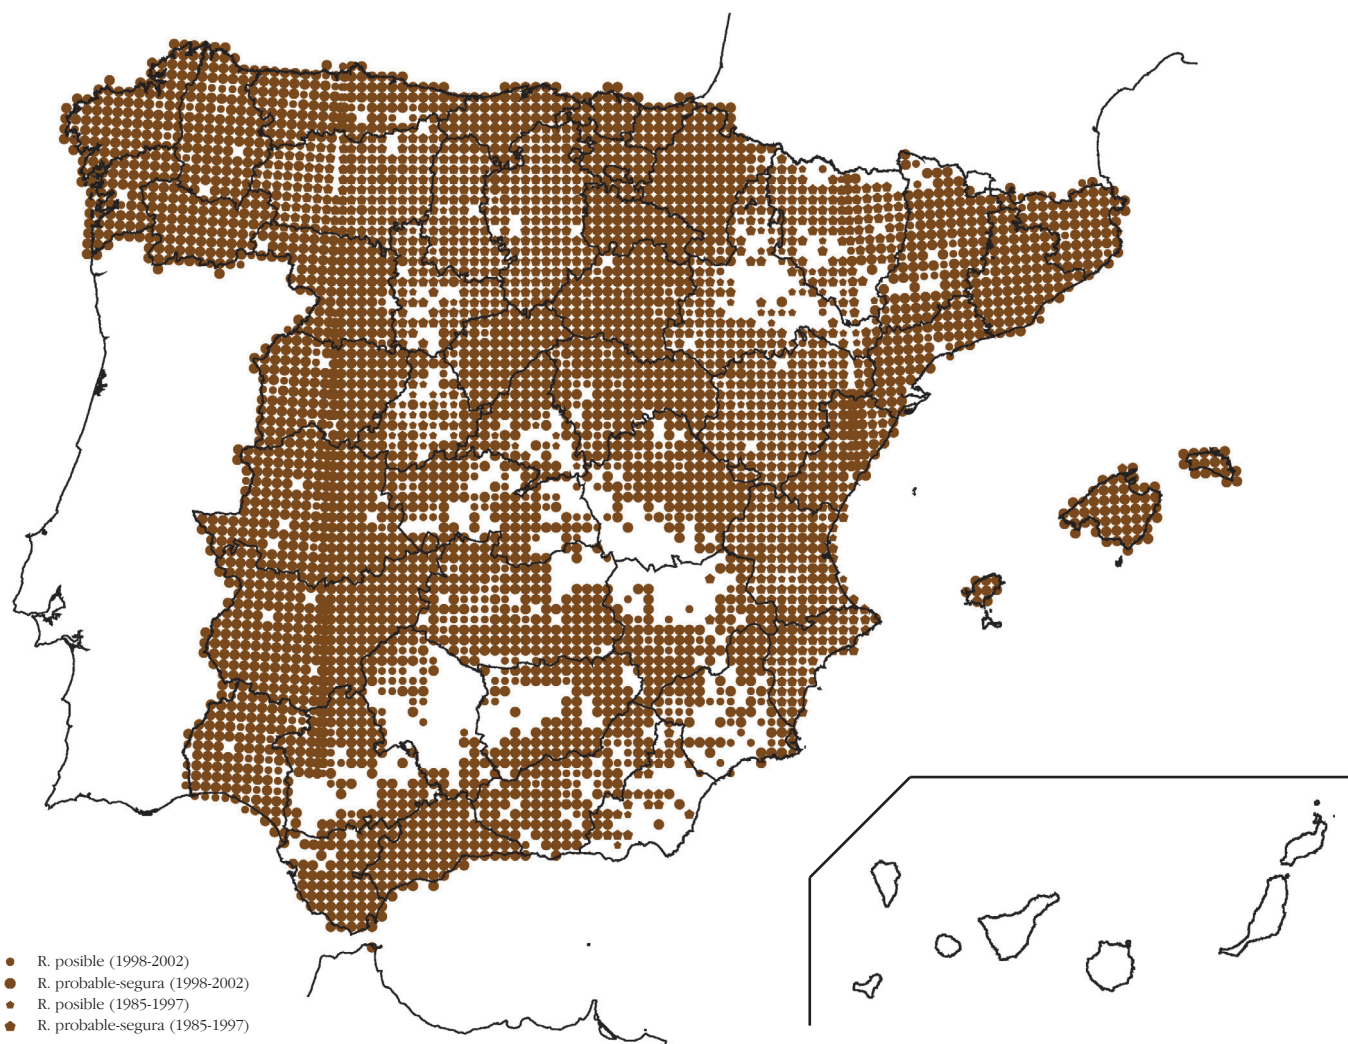 R. posible (1998-2002)
R. probable-segura (1998-2002)
R. posible (1985-1997)
R. probable-segura (1985-1997)